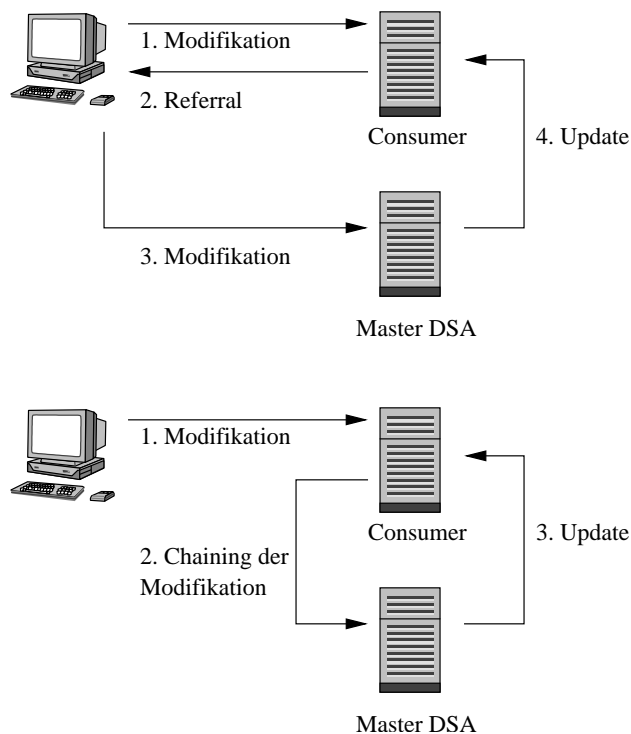 1. Modifikation
2. Referral
Consumer
4. Update
3. Modifikation
Master DSA
1. Modifikation
Consumer
3. Update
2. Chaining der
Modifikation
Master DSA